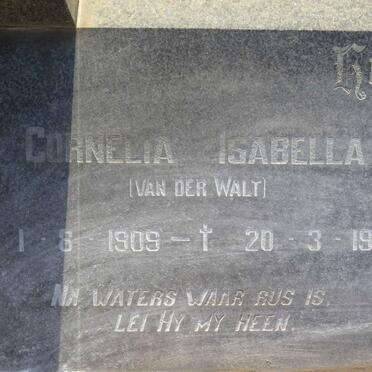 CORNELIA ISABELLA
(VAN DER WALT)
1-6-1909 - † 20-3-19
NA WATERS WAAR RUS IS,
LEI HY MY HEEN.